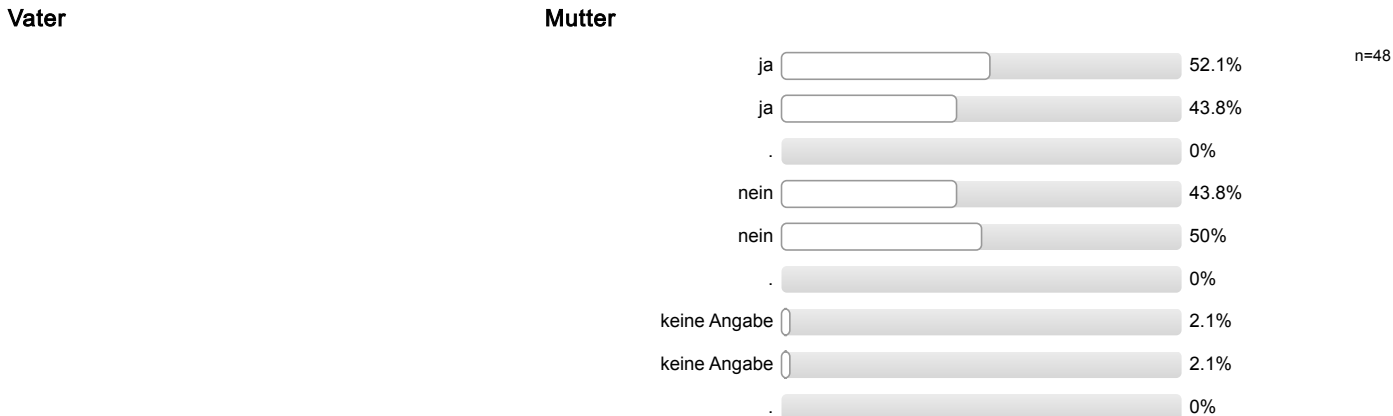 Vater Mutter
ja 52.1% n=48
ja 43.8%
. 0%
nein 43.8%
nein 50%
. 0%
keine Angabe 2.1%
keine Angabe 2.1%
. 0%